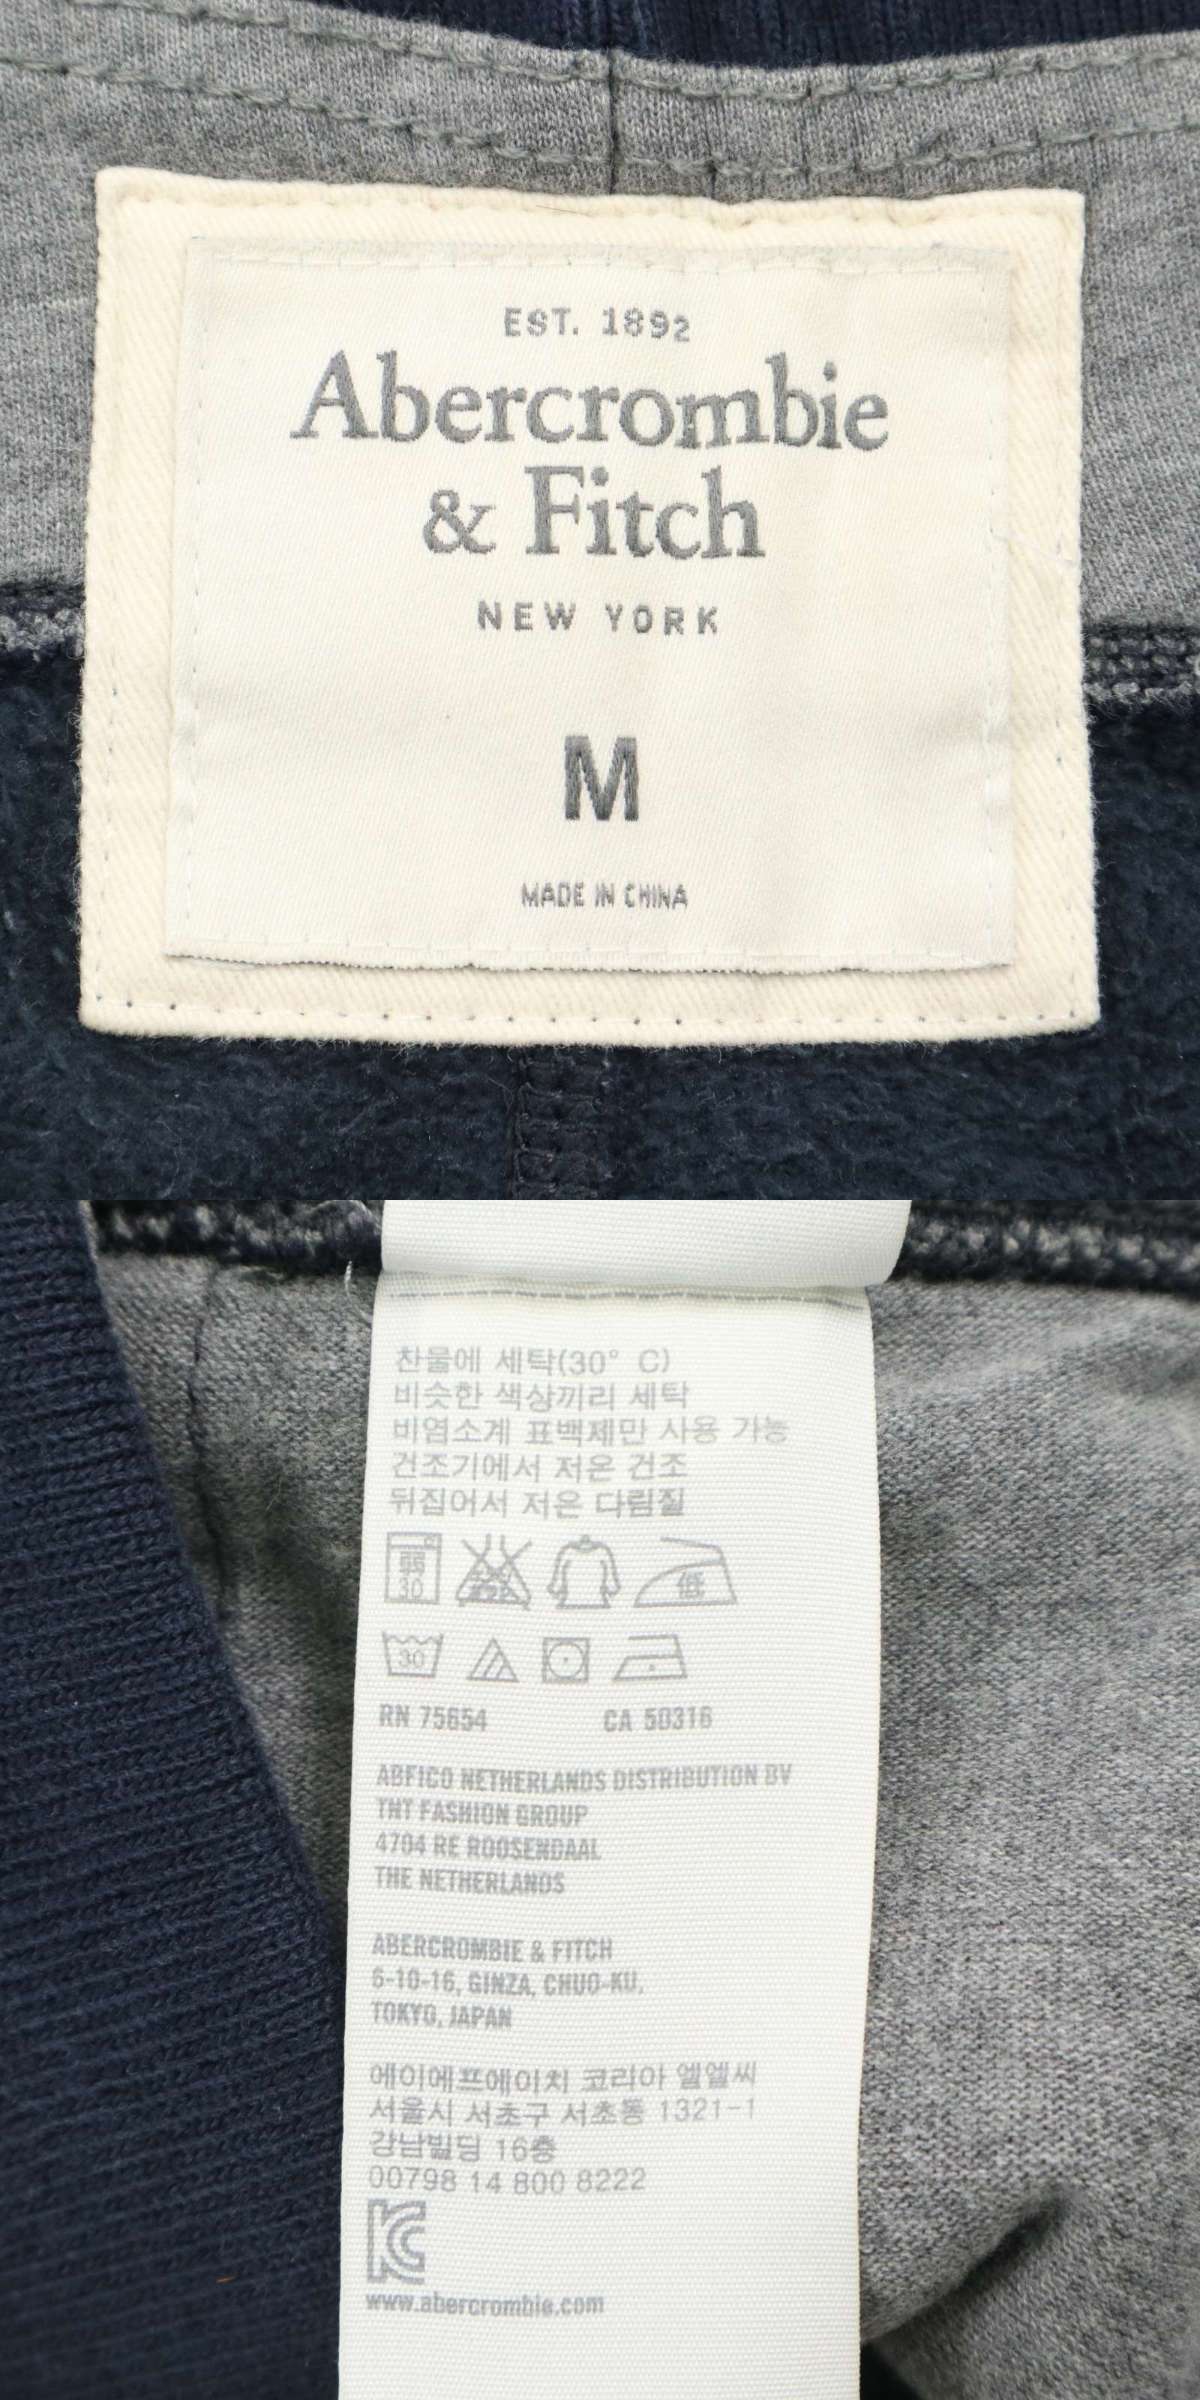 EST. 1892
Abercrombie
& Fitch
NEW YORK
M
MADE IN CHINA
찬물에 세탁(30° C)
비슷한 색상끼리 세탁
비염소계 표백제만 사용 가능
건조기에서 저온 건조
뒤집어서 저온 다림질
弱 30 低
30
RN 75654 CA 50316
ABFICO NETHERLANDS DISTRIBUTION BV
TNT FASHION GROUP
4704 RE ROOSENDAAL
THE NETHERLANDS
ABERCROMBIE & FITCH
6-10-16, GINZA, CHUO-KU,
TOKYO, JAPAN
에이에프에이치 코리아 엘엘씨
서울시 서초구 서초동 1321-1
강남빌딩 16층
00798 14 800 8222
KC
www.abercrombie.com